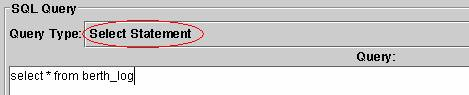 SQL Query
Query Type: Select Statement
Query:
select * from berth_log